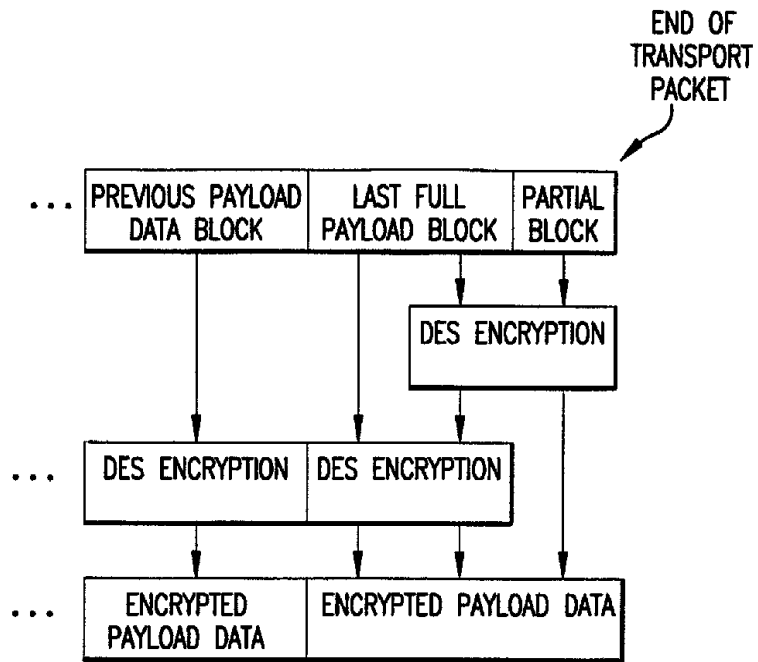 END OF
TRANSPORT
PACKET
... PREVIOUS PAYLOAD
DATA BLOCK
LAST FULL
PAYLOAD BLOCK
PARTIAL
BLOCK
DES ENCRYPTION
... DES ENCRYPTION
DES ENCRYPTION
... ENCRYPTED
PAYLOAD DATA
ENCRYPTED PAYLOAD DATA